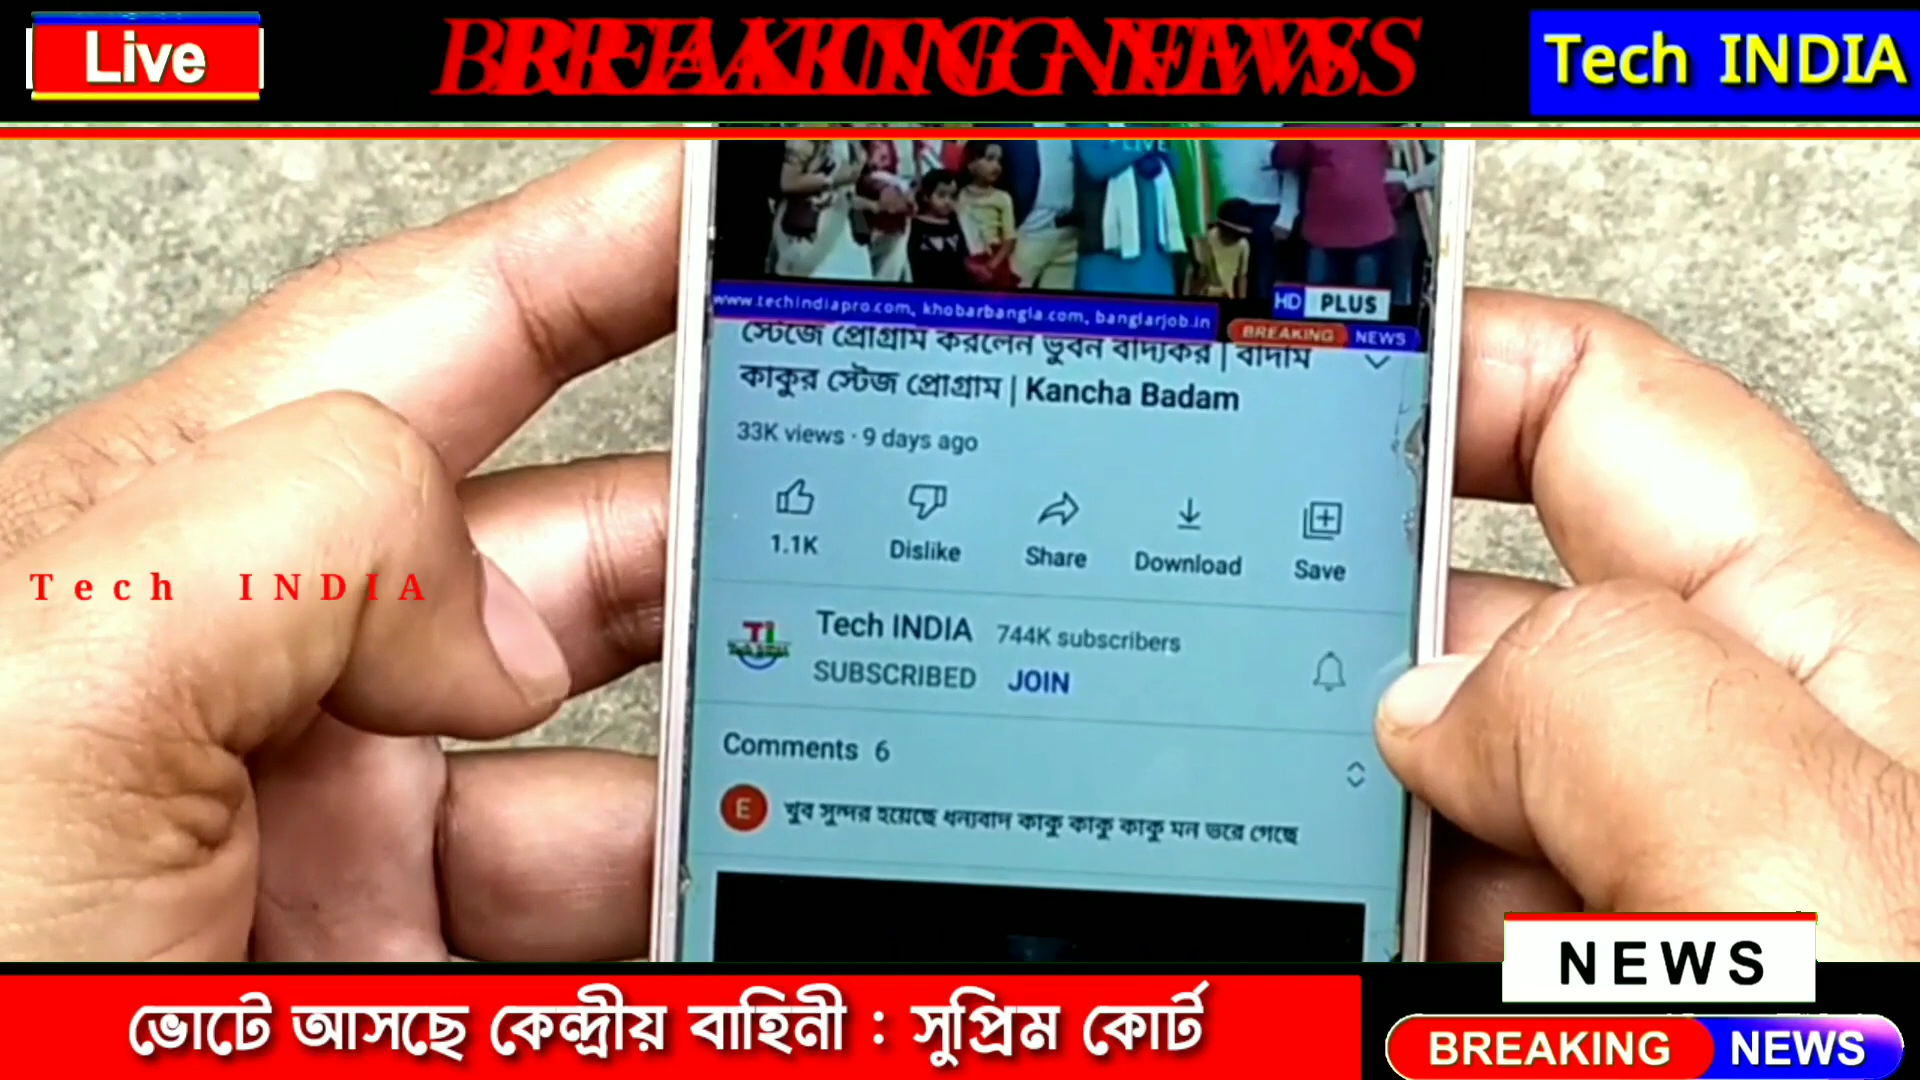 Live
BREAKING NEWS
Tech INDIA
LIVE
www.techindiapro.com, khobarbangla.com, banglarjob.in
HD PLUS
BREAKING NEWS
স্টেজে প্রোগ্রাম করলেন ভুবন বাদ্যকর | বাদাম
কাকুর স্টেজ প্রোগ্রাম | Kancha Badam
33K views · 9 days ago
1.1K
Dislike
Share
Download
Save
Tech INDIA
TI
Tech INDIA 744K subscribers
SUBSCRIBED JOIN
Comments 6
E
খুব সুন্দর হয়েছে ধন্যবাদ কাকু কাকু কাকু মন ভরে গেছে
NEWS
ভোটে আসছে কেন্দ্রীয় বাহিনী : সুপ্রিম কোর্ট
BREAKING NEWS